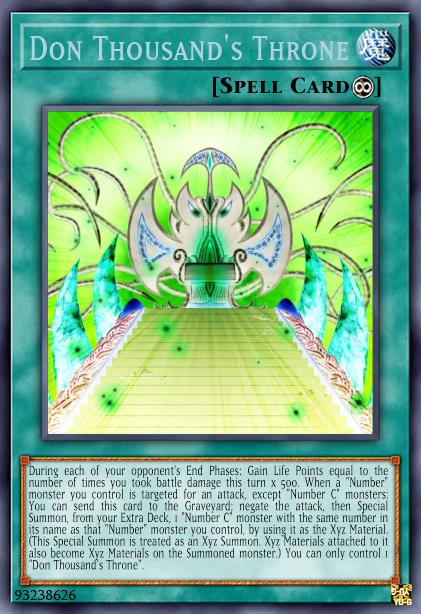 Don Thousand's Throne
魔
[Spell Card∞]
During each of your opponent's End Phases: Gain Life Points equal to the
number of times you took battle damage this turn x 500. When a "Number"
monster you control is targeted for an attack, except "Number C" monsters:
You can send this card to the Graveyard; negate the attack, then Special
Summon, from your Extra Deck, 1 "Number C" monster with the same number in
its name as that "Number" monster you control, by using it as the Xyz Material.
(This Special Summon is treated as an Xyz Summon. Xyz Materials attached to it
also become Xyz Materials on the Summoned monster.) You can only control 1
"Don Thousand's Throne".
93238626